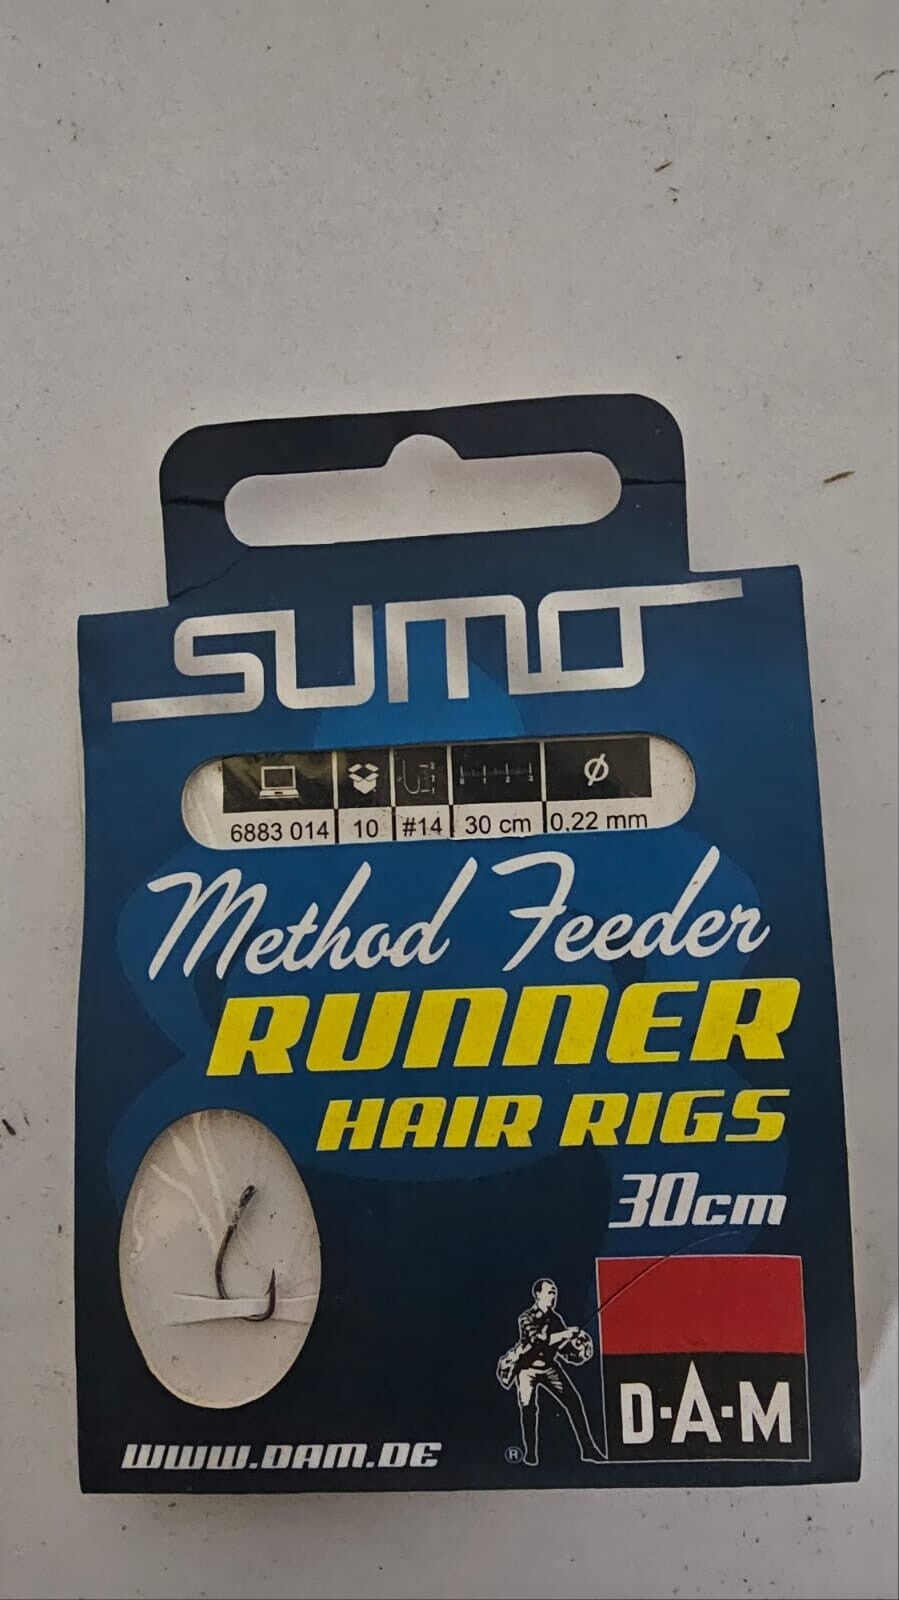 SUMO
6883 014 10 #14 30 cm 0,22 mm
Method Feeder
RUNNER
HAIR RIGS
30cm
D·A·M
®
WWW.DAM.DE